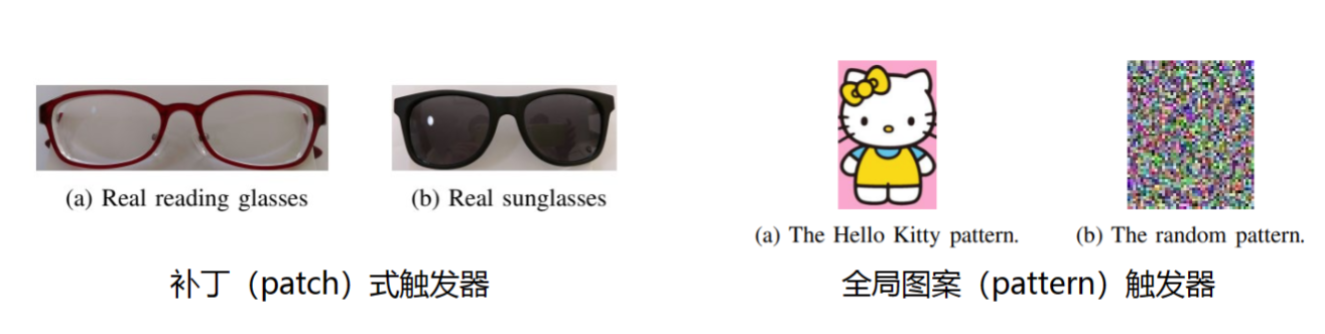 (a) Real reading glasses
(b) Real sunglasses
(a) The Hello Kitty pattern.
(b) The random pattern.
补丁（patch）式触发器
全局图案（pattern）触发器